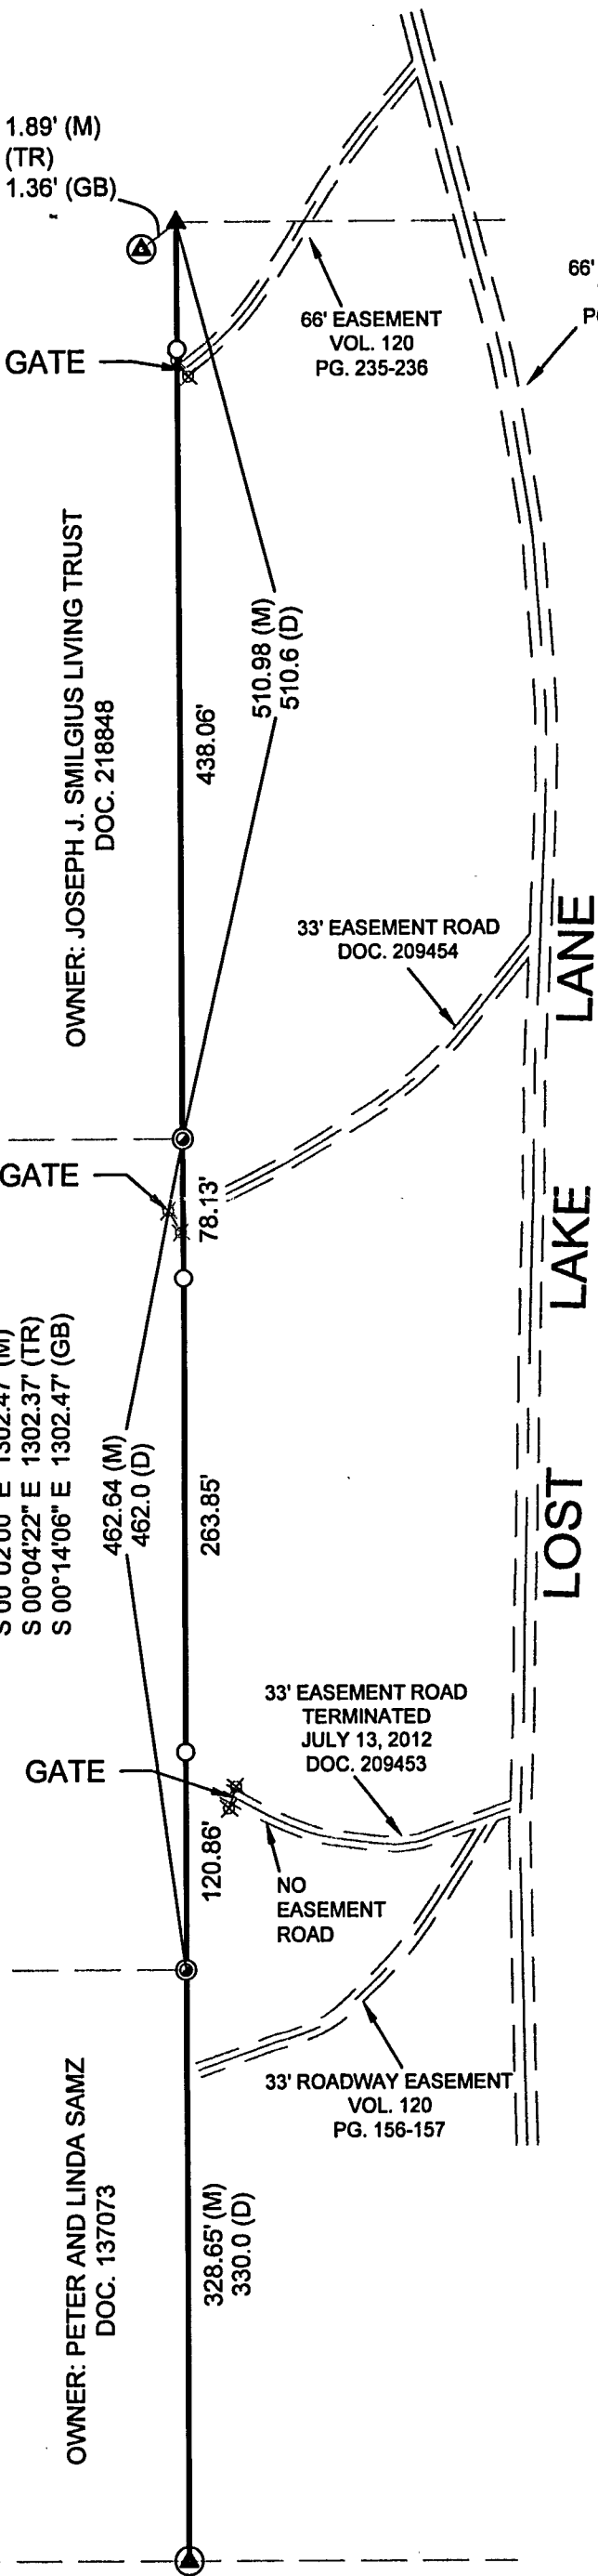 1.89' (M)
(TR)
1.36' (GB)
66'
GATE
66' EASEMENT
VOL. 120
PG. 235-236
OWNER: JOSEPH J. SMILGIUS LIVING TRUST
DOC. 218848
438.06'
510.98 (M)
510.6 (D)
33' EASEMENT ROAD
DOC. 209454
GATE
78.13'
S 00°04'22" E 1302.37' (TR)
S 00°14'06" E 1302.47' (GB)
462.64 (M)
462.0 (D)
263.85'
LOST LAKE LANE
33' EASEMENT ROAD
TERMINATED
JULY 13, 2012
DOC. 209453
GATE
120.86'
NO
EASEMENT
ROAD
33' ROADWAY EASEMENT
VOL. 120
PG. 156-157
OWNER: PETER AND LINDA SAMZ
DOC. 137073
328.65' (M)
330.0 (D)